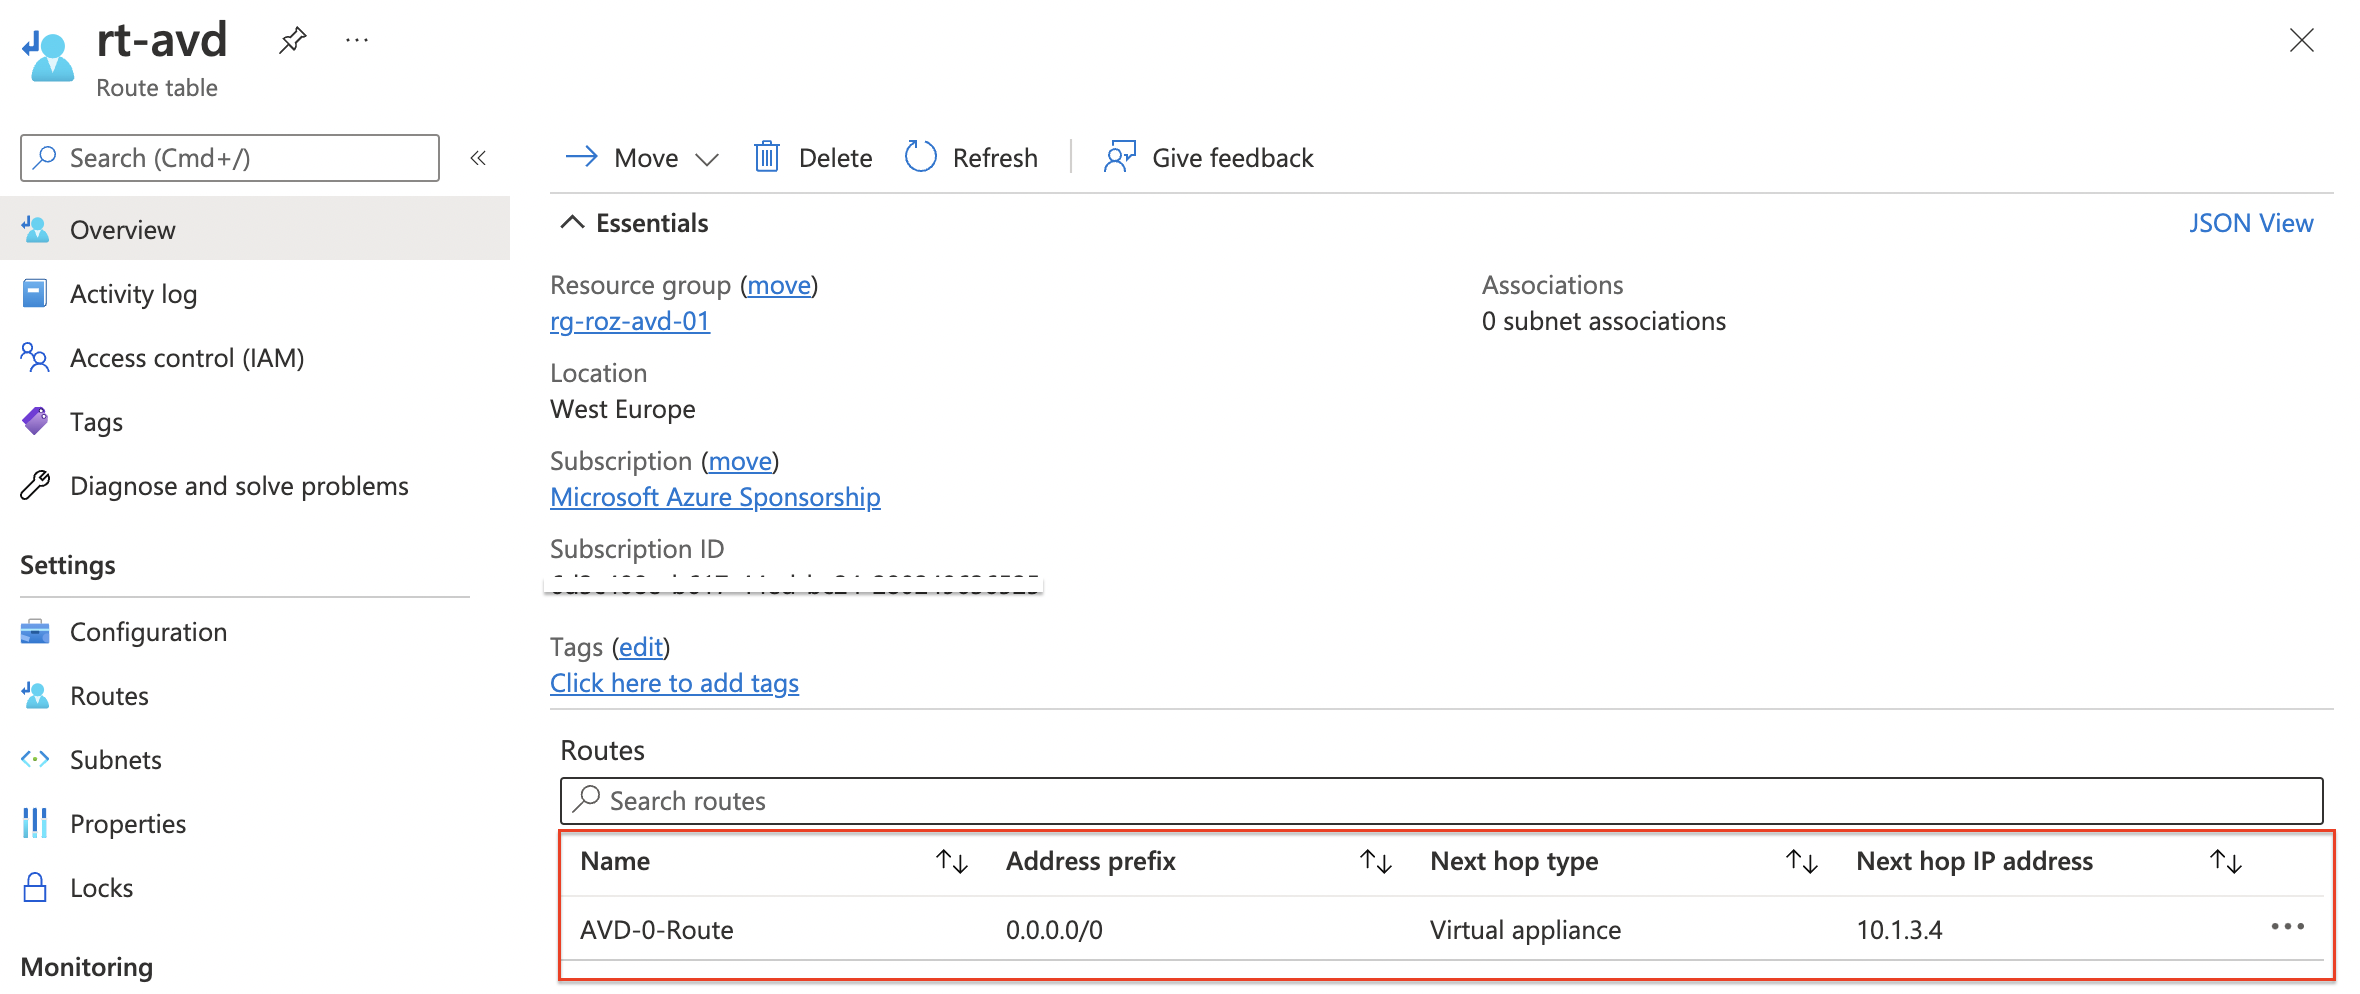 rt-avd
Route table
Search (Cmd+/)
Overview
Activity log
Access control (IAM)
Tags
Diagnose and solve problems
Settings
Configuration
Routes
Subnets
Properties
Locks
Monitoring
Move Delete Refresh Give feedback
Essentials JSON View
Resource group (move)
rg-roz-avd-01
Associations
0 subnet associations
Location
West Europe
Subscription (move)
Microsoft Azure Sponsorship
Subscription ID
Tags (edit)
Click here to add tags
Routes
Search routes
Name Address prefix Next hop type Next hop IP address
AVD-0-Route 0.0.0.0/0 Virtual appliance 10.1.3.4